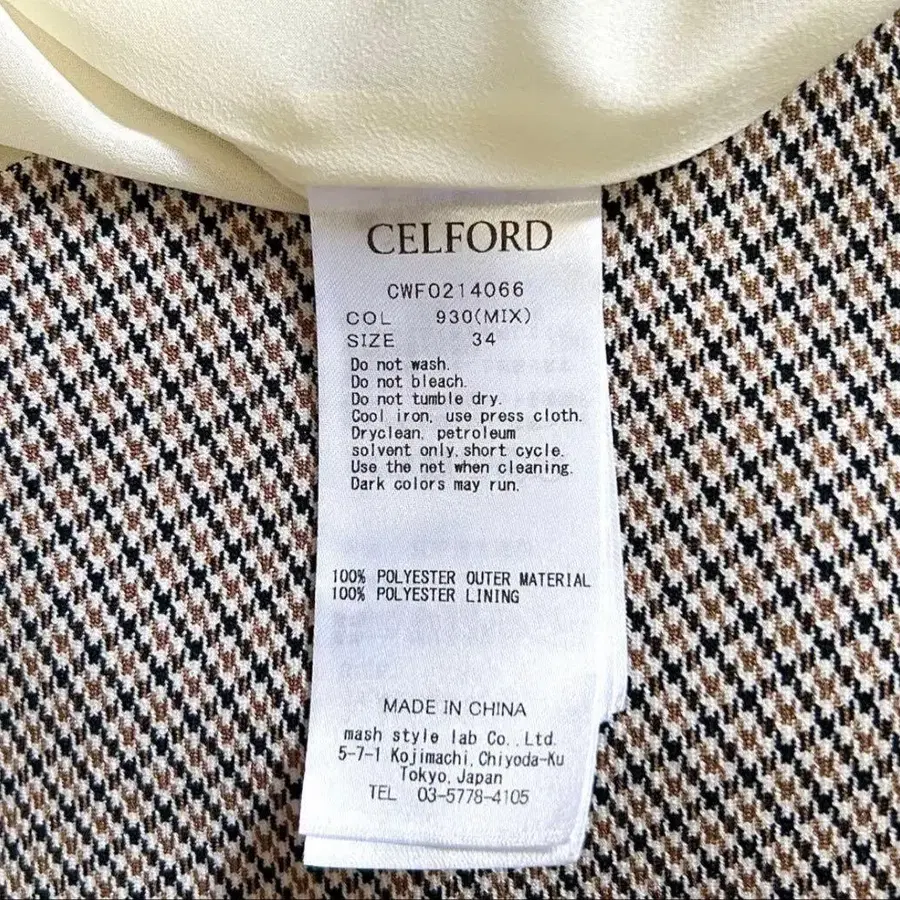 CELFORD
CWFO214066
COL 930(MIX)
SIZE 34
Do not wash.
Do not bleach.
Do not tumble dry.
Cool iron, use press cloth.
Dryclean, petroleum
solvent only, short cycle.
Use the net when cleaning.
Dark colors may run.
100% POLYESTER OUTER MATERIAL
100% POLYESTER LINING
MADE IN CHINA
mash style lab Co., Ltd.
5-7-1 Kojimachi, Chiyoda-Ku
Tokyo, Japan
TEL 03-5778-4105